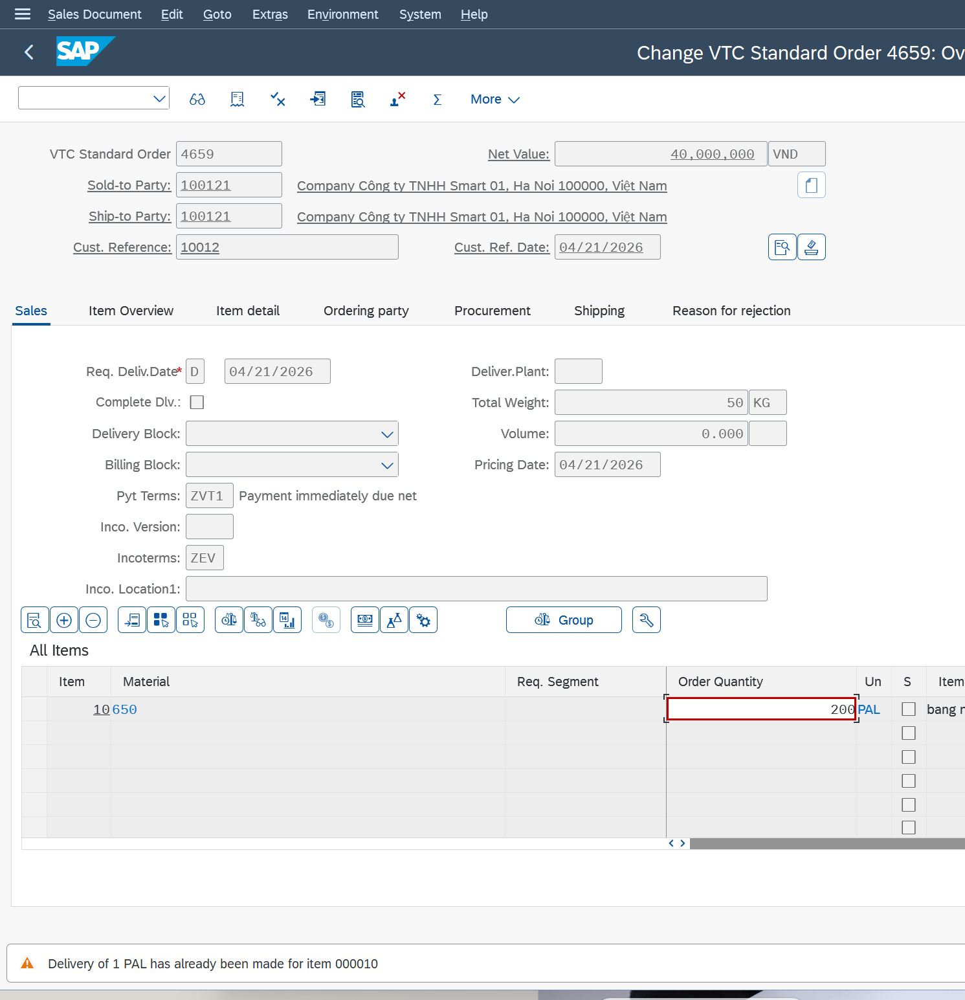 Sales Document Edit Goto Extras Environment System Help
SAP Change VTC Standard Order 4659: Ov
More
VTC Standard Order 4659 Net Value: 40,000,000 VND
Sold-to Party: 100121 Company Công ty TNHH Smart 01, Ha Noi 100000, Việt Nam
Ship-to Party: 100121 Company Công ty TNHH Smart 01, Ha Noi 100000, Việt Nam
Cust. Reference: 10012 Cust. Ref. Date: 04/21/2026
Sales Item Overview Item detail Ordering party Procurement Shipping Reason for rejection
Req. Deliv.Date* D 04/21/2026 Deliver.Plant:
Complete Dlv.: Total Weight: 50 KG
Delivery Block: Volume: 0.000
Billing Block: Pricing Date: 04/21/2026
Pyt Terms: ZVT1 Payment immediately due net
Inco. Version:
Incoterms: ZEV
Inco. Location1:
Group
All Items
Item Material Req. Segment Order Quantity Un S Item
10 650 200 PAL bang n
Delivery of 1 PAL has already been made for item 000010